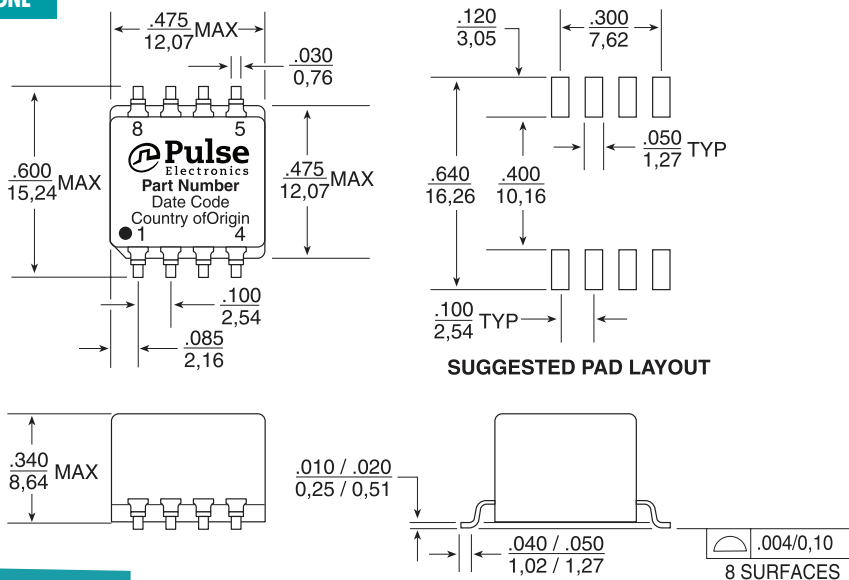 ONE
.475
12,07 MAX
.030
0,76
8 5
Pulse
Electronics
Part Number
Date Code
Country ofOrigin
1 4
.600
15,24 MAX
.475
12,07 MAX
.100
2,54
.085
2,16
.120
3,05
.300
7,62
.050
1,27 TYP
.640
16,26
.400
10,16
.100
2,54 TYP
SUGGESTED PAD LAYOUT
.340
8,64 MAX
.010 / .020
0,25 / 0,51
.040 / .050
1,02 / 1,27
.004/0,10
8 SURFACES